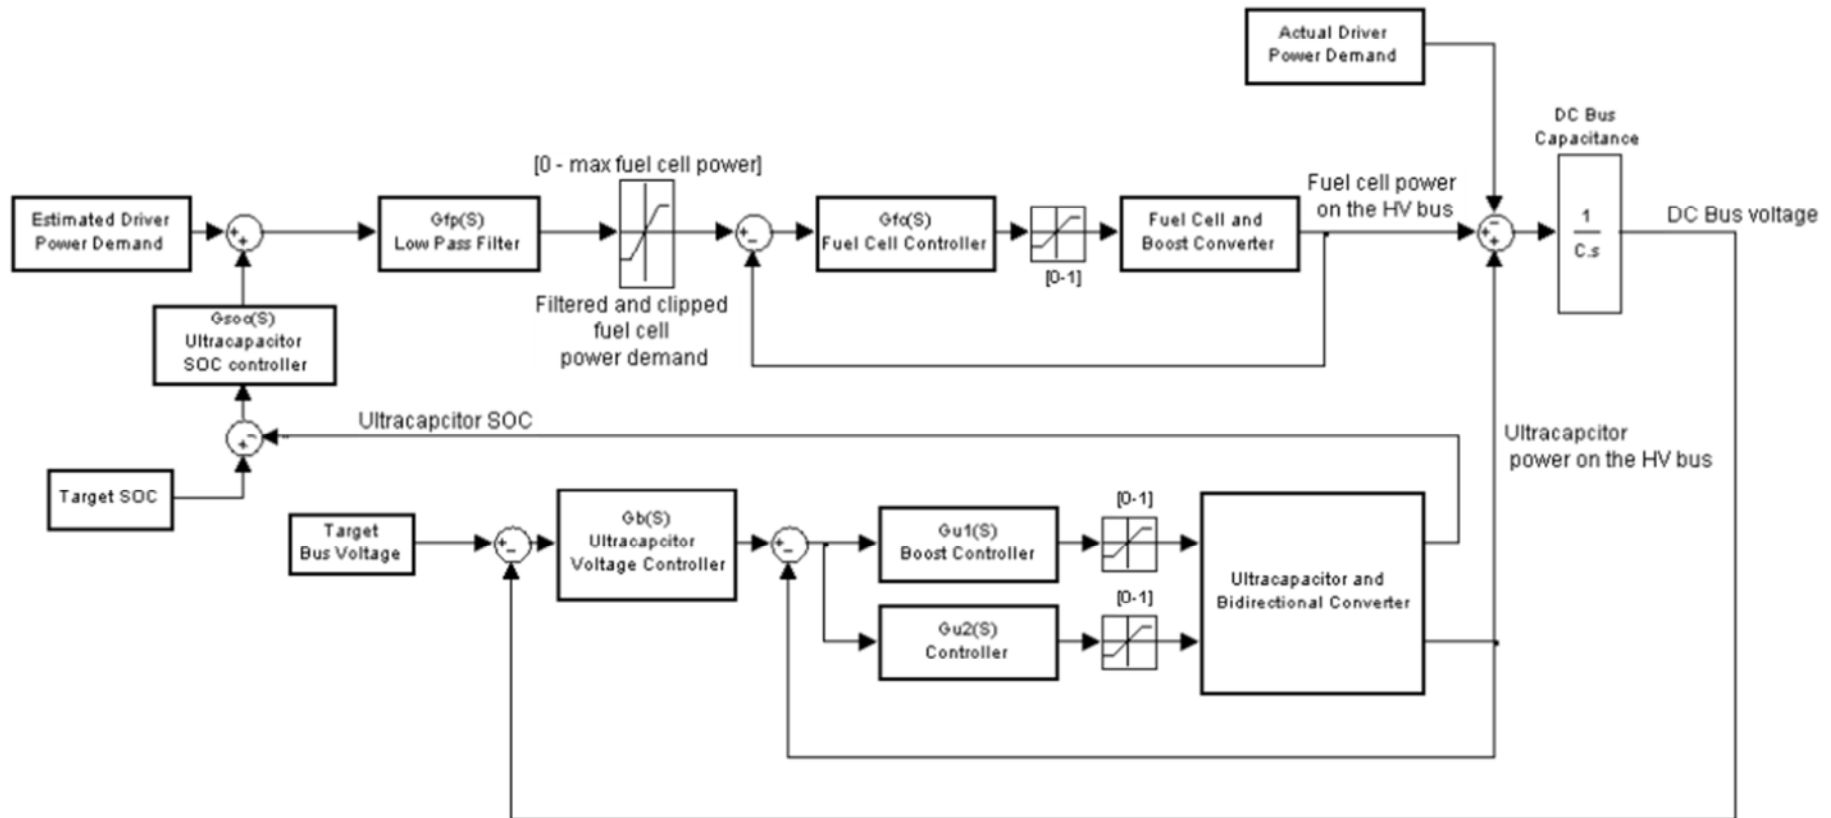 Actual Driver
Power Demand
DC Bus
Capacitance
[0 - max fuel cell power]
Estimated Driver
Power Demand
+
+
Gfp(S)
Low Pass Filter
+
−
Gfc(S)
Fuel Cell Controller
[0-1]
Fuel Cell and
Boost Converter
Fuel cell power
on the HV bus
−
+
+
1
C.s
DC Bus voltage
Filtered and clipped
fuel cell
power demand
Gsoc(S)
Ultracapacitor
SOC controller
Ultracapcitor SOC
−
+
Target SOC
Ultracapcitor
power on the HV bus
Target
Bus Voltage
+
−
Gb(S)
Ultracapcitor
Voltage Controller
+
−
Gu1(S)
Boost Controller
[0-1]
Gu2(S)
Controller
[0-1]
Ultracapacitor and
Bidirectional Converter